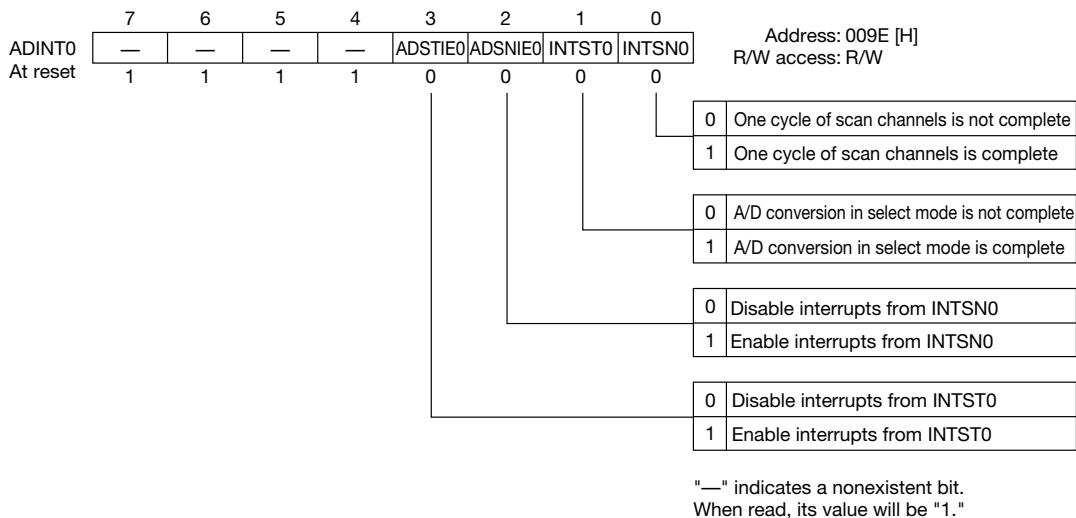 7 6 5 4 3 2 1 0
ADINT0 — — — — ADSTIE0 ADSNIE0 INTST0 INTSN0
At reset 1 1 1 1 0 0 0 0
Address: 009E [H]
R/W access: R/W
0 One cycle of scan channels is not complete
1 One cycle of scan channels is complete
0 A/D conversion in select mode is not complete
1 A/D conversion in select mode is complete
0 Disable interrupts from INTSN0
1 Enable interrupts from INTSN0
0 Disable interrupts from INTST0
1 Enable interrupts from INTST0
"—" indicates a nonexistent bit.
When read, its value will be "1."